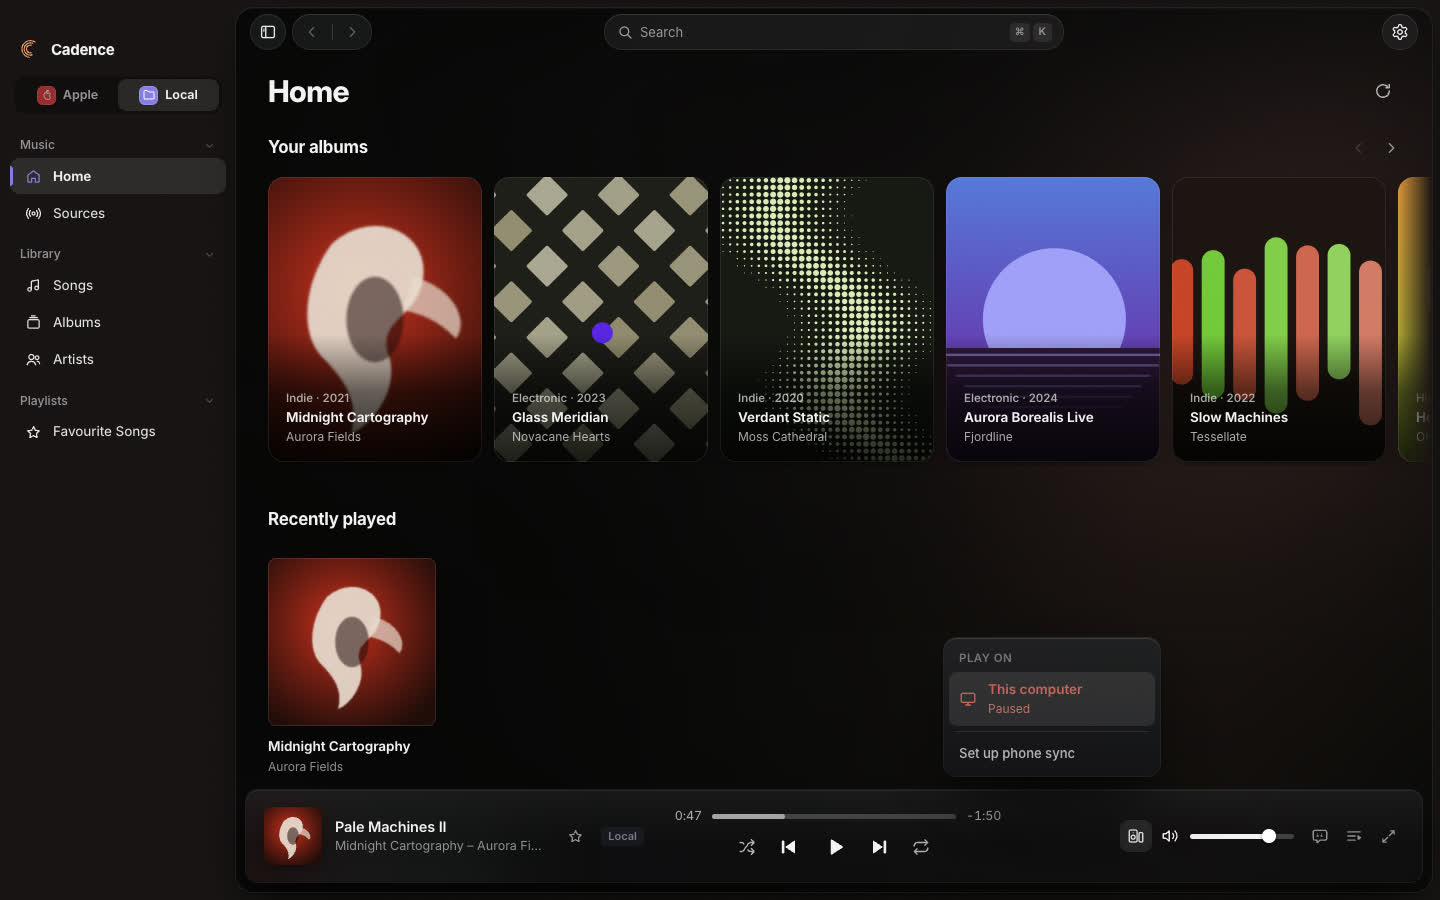 Cadence
Apple
Local
Music
Home
Sources
Library
Songs
Albums
Artists
Playlists
Favourite Songs
Search
⌘ K
Home
Your albums
Indie · 2021
Midnight Cartography
Aurora Fields
Electronic · 2023
Glass Meridian
Novacane Hearts
Indie · 2020
Verdant Static
Moss Cathedral
Electronic · 2024
Aurora Borealis Live
Fjordline
Indie · 2022
Slow Machines
Tessellate
Recently played
Midnight Cartography
Aurora Fields
PLAY ON
This computer
Paused
Set up phone sync
Pale Machines II
Midnight Cartography – Aurora Fi...
Local
0:47
-1:50